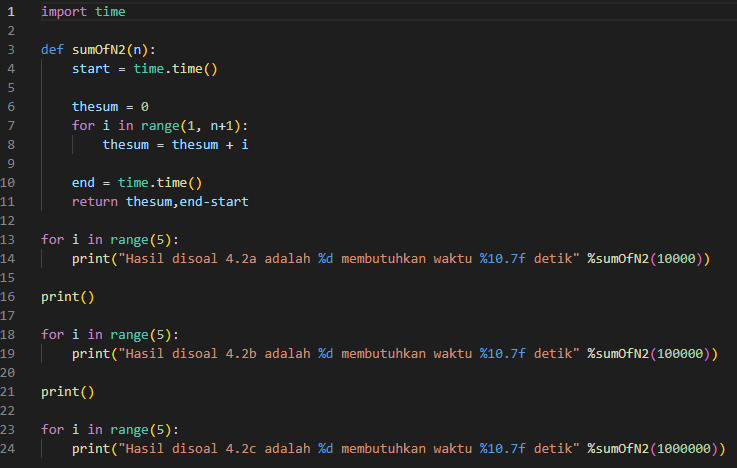 1 import time
2
3 def sumOfN2(n):
4     start = time.time()
5
6     thesum = 0
7     for i in range(1, n+1):
8         thesum = thesum + i
9
10     end = time.time()
11     return thesum,end-start
12
13 for i in range(5):
14     print("Hasil disoal 4.2a adalah %d membutuhkan waktu %10.7f detik" %sumOfN2(10000))
15
16 print()
17
18 for i in range(5):
19     print("Hasil disoal 4.2b adalah %d membutuhkan waktu %10.7f detik" %sumOfN2(100000))
20
21 print()
22
23 for i in range(5):
24     print("Hasil disoal 4.2c adalah %d membutuhkan waktu %10.7f detik" %sumOfN2(1000000))